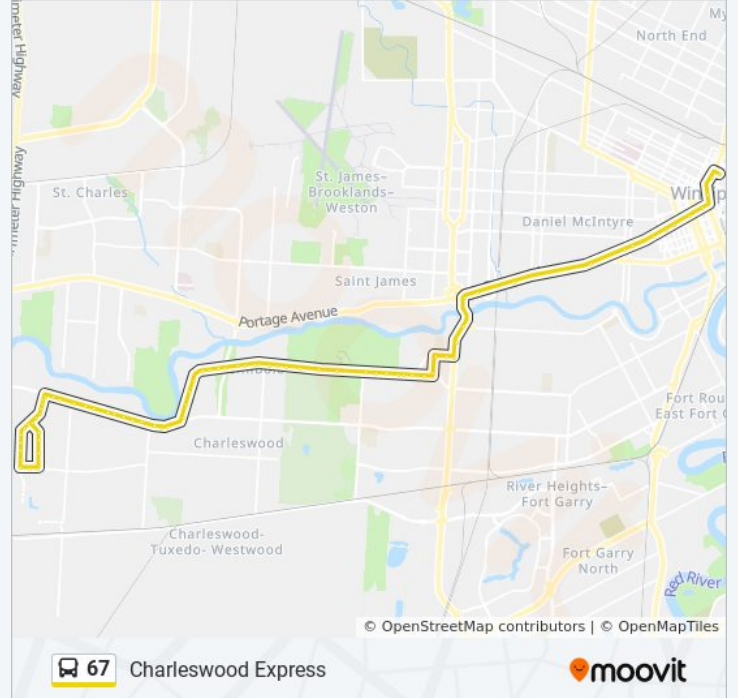 My
North End
rimeter Highway
St. James–
Brooklands–
Weston
St. Charles
Daniel McIntyre
Saint James
Portage Avenue
Charleswood
Fort Rou
East Fort G
River Heights–
Fort Garry
Charleswood-
Tuxedo- Westwood
Fort Garry
North
Red River
© OpenStreetMap contributors | © OpenMapTiles
67 Charleswood Express
moovit